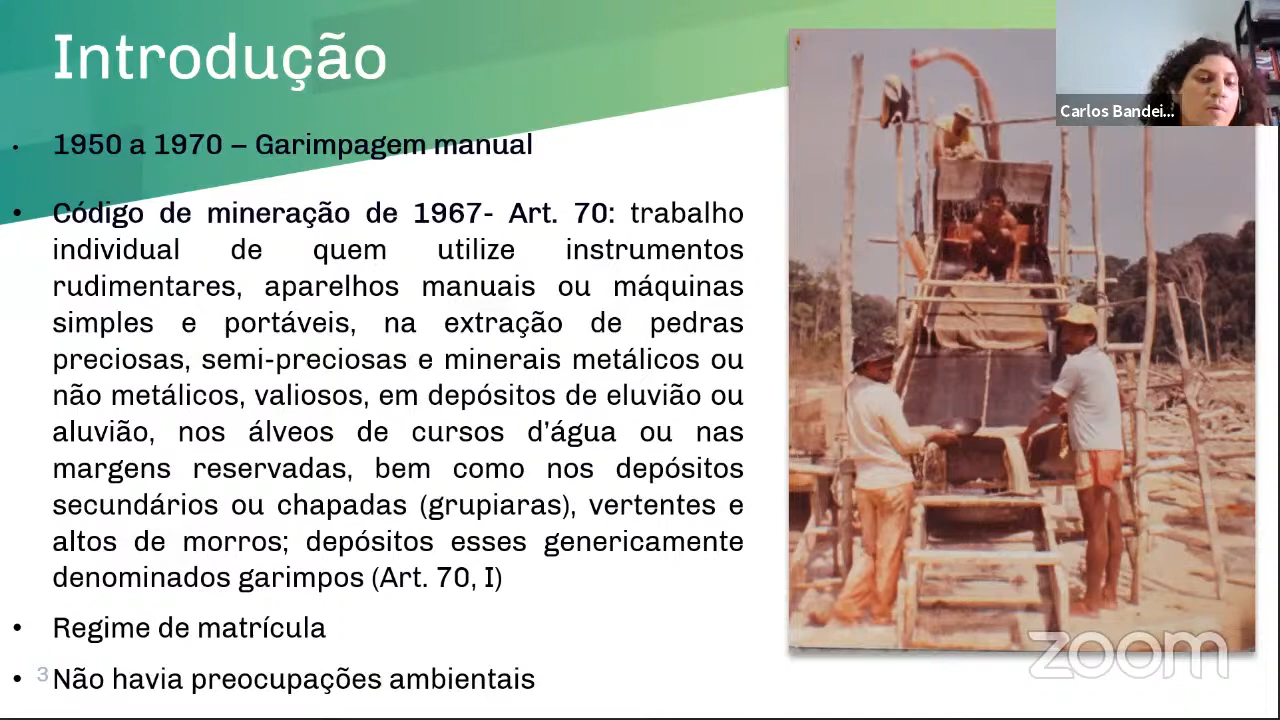 Introdução
Carlos Bandei...
• 1950 a 1970 – Garimpagem manual
• Código de mineração de 1967- Art. 70: trabalho
individual de quem utilize instrumentos
rudimentares, aparelhos manuais ou máquinas
simples e portáveis, na extração de pedras
preciosas, semi-preciosas e minerais metálicos ou
não metálicos, valiosos, em depósitos de eluvião ou
aluvião, nos álveos de cursos d’água ou nas
margens reservadas, bem como nos depósitos
secundários ou chapadas (grupiaras), vertentes e
altos de morros; depósitos esses genericamente
denominados garimpos (Art. 70, I)
• Regime de matrícula
• Não havia preocupações ambientais
3
zoom